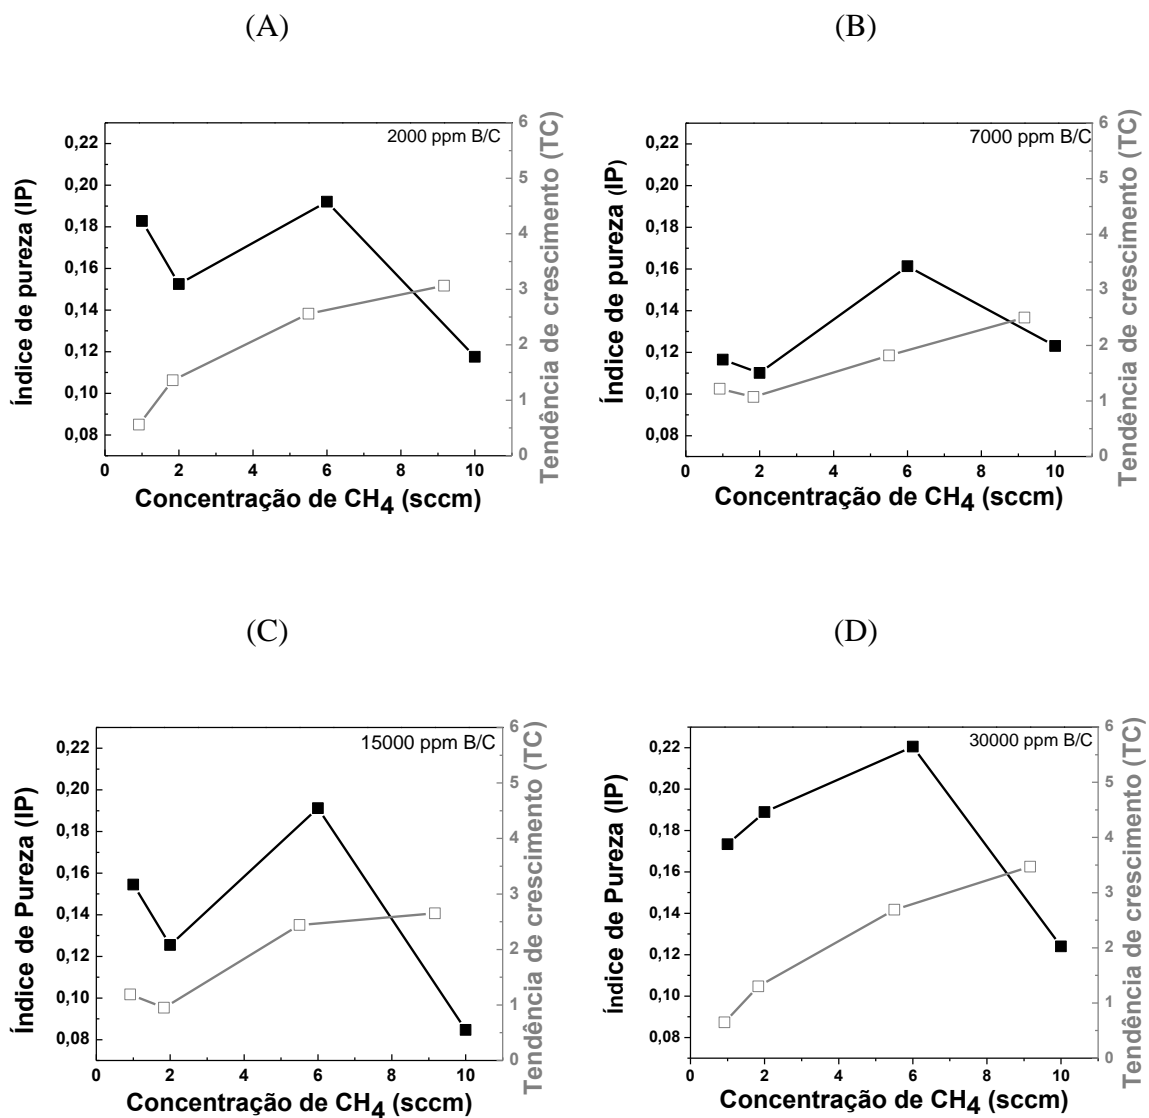 (A)
2000 ppm B/C
0,22
0,20
0,18
0,16
0,14
0,12
0,10
0,08
Índice de pureza (IP)
6
5
4
3
2
1
0
Tendência de crescimento (TC)
0 2 4 6 8 10
Concentração de CH4 (sccm)
(B)
7000 ppm B/C
0,22
0,20
0,18
0,16
0,14
0,12
0,10
0,08
Índice de pureza (IP)
6
5
4
3
2
1
0
Tendência de crescimento (TC)
0 2 4 6 8 10
Concentração de CH4 (sccm)
(C)
15000 ppm B/C
0,22
0,20
0,18
0,16
0,14
0,12
0,10
0,08
Índice de Pureza (IP)
6
5
4
3
2
1
0
Tendência de crescimento (TC)
0 2 4 6 8 10
Concentração de CH4 (sccm)
(D)
30000 ppm B/C
0,22
0,20
0,18
0,16
0,14
0,12
0,10
0,08
Índice de Pureza (IP)
6
5
4
3
2
1
0
Tendência de crescimento (TC)
0 2 4 6 8 10
Concentração de CH4 (sccm)